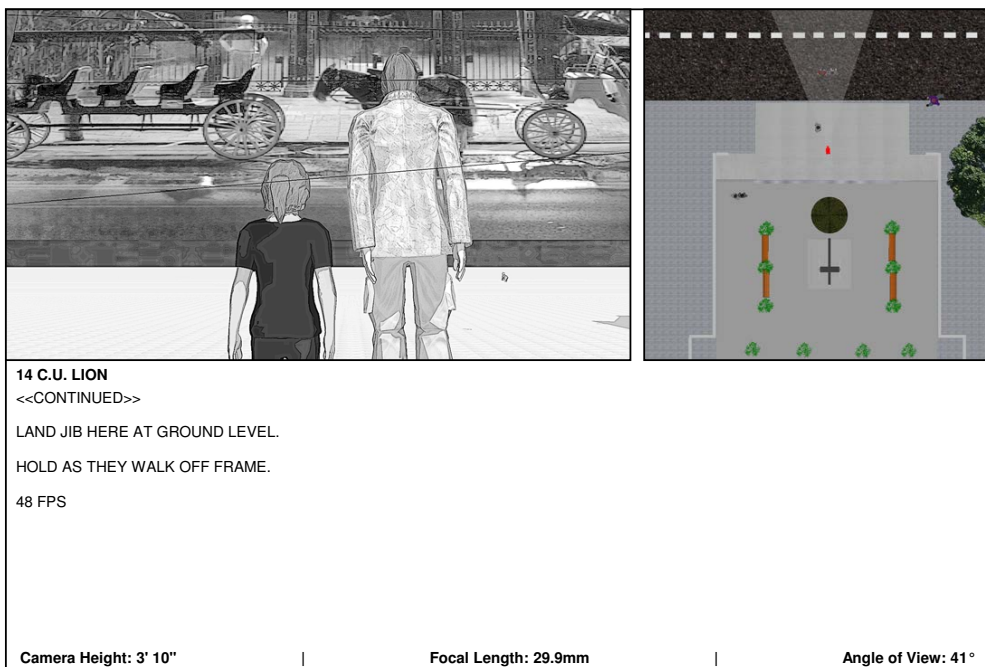 14 C.U. LION
<<CONTINUED>>
LAND JIB HERE AT GROUND LEVEL.
HOLD AS THEY WALK OFF FRAME.
48 FPS
Camera Height: 3' 10" | Focal Length: 29.9mm | Angle of View: 41°